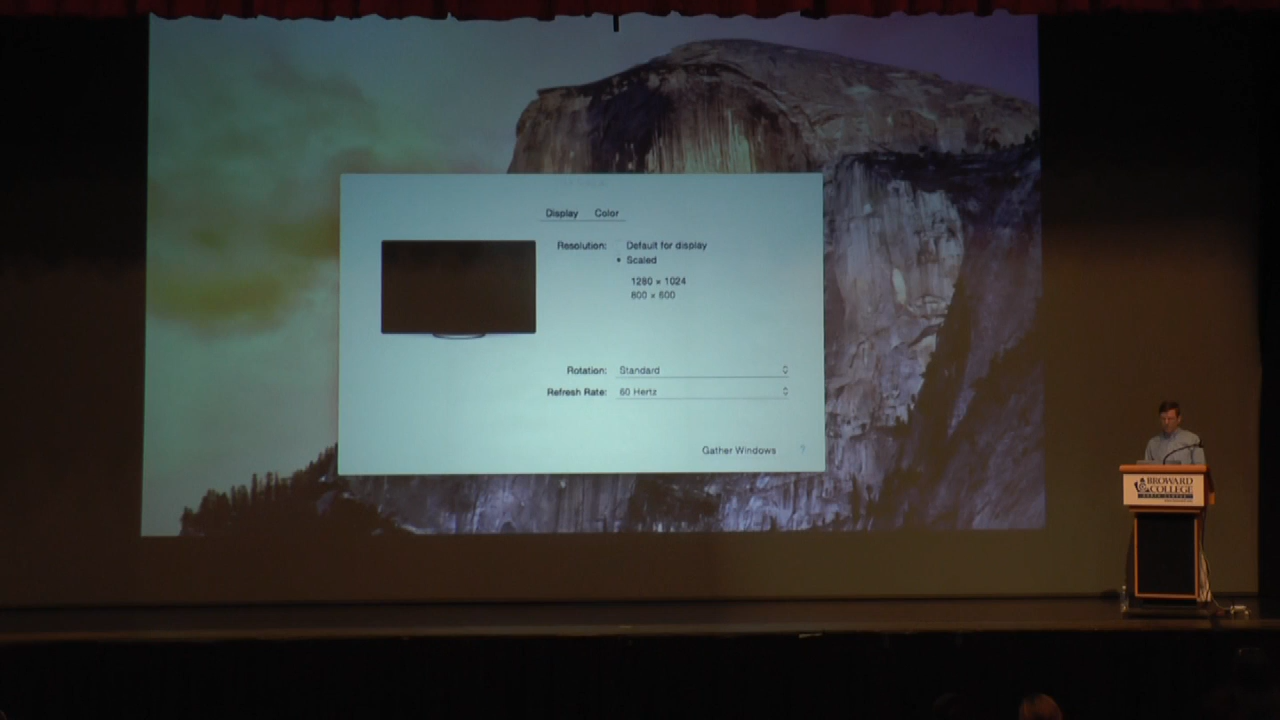 Display Color
Resolution: Default for display
Scaled
1280 × 1024
800 × 600
Rotation: Standard
Refresh Rate: 60 Hertz
Gather Windows ?
BROWARD
COLLEGE